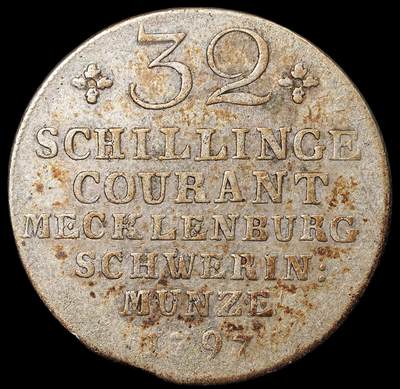 32
SCHILLINGE
COURANT
MECKLENBURG
SCHWERIN:
MUNZE
1797